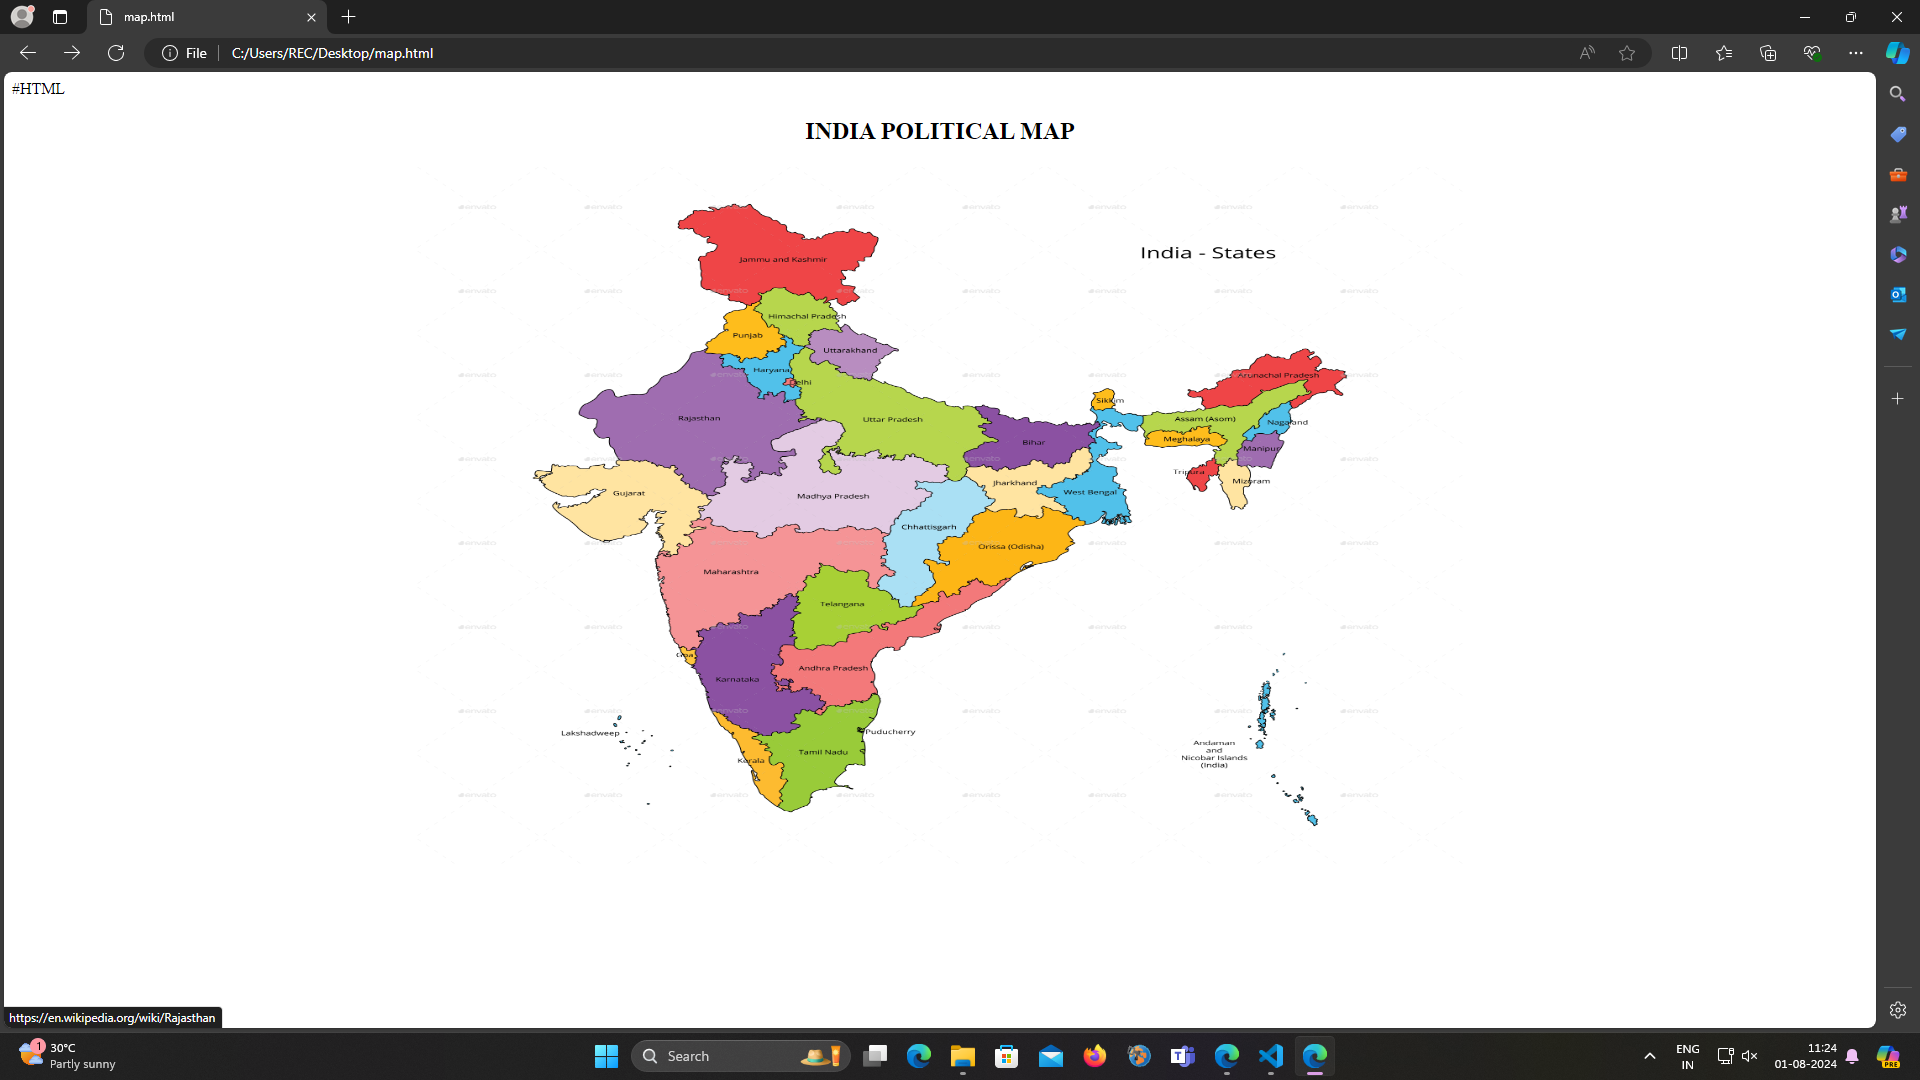 map.html
File
C:/Users/REC/Desktop/map.html
#HTML
INDIA POLITICAL MAP
India - States
Jammu and Kashmir
Himachal Pradesh
Punjab
Uttarakhand
Haryana
Delhi
Arunachal Pradesh
Sikkim
Rajasthan
Uttar Pradesh
Assam (Asom)
Nagaland
Bihar
Meghalaya
Manipur
Tripura
Mizoram
Gujarat
Madhya Pradesh
Jharkhand
West Bengal
Chhattisgarh
Orissa (Odisha)
Maharashtra
Telangana
Goa
Andhra Pradesh
Karnataka
Lakshadweep
Puducherry
Tamil Nadu
Kerala
Andaman
and
Nicobar Islands
(India)
envato
https://en.wikipedia.org/wiki/Rajasthan
1
30°C
Partly sunny
Search
ENG
IN
11:24
01-08-2024
PRE